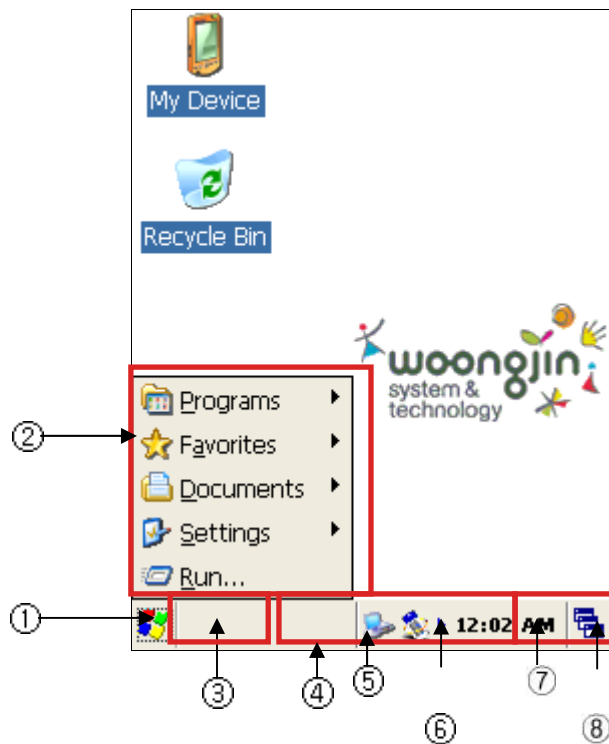 My Device
Recycle Bin
woongjin
system &
technology
② Programs
Favorites
Documents
Settings
Run...
① 12:02 AM
③ ④ ⑤ ⑦
⑥ ⑧